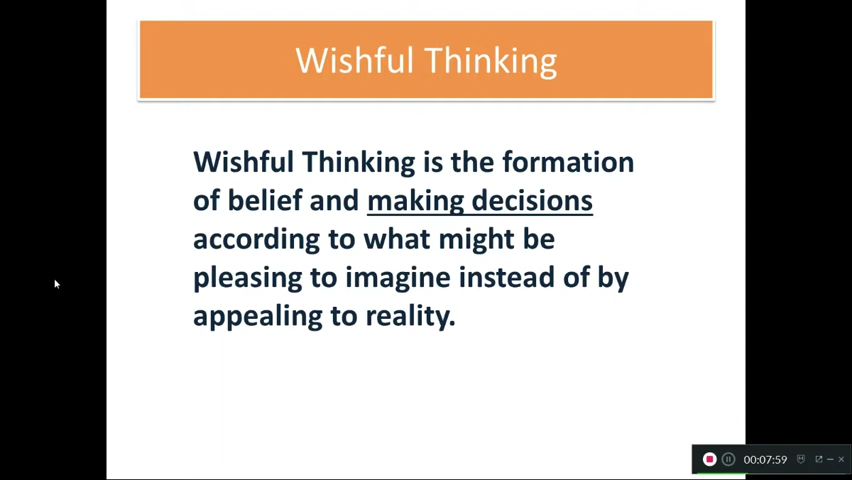 Wishful Thinking
Wishful Thinking is the formation
of belief and making decisions
according to what might be
pleasing to imagine instead of by
appealing to reality.
00:07:59